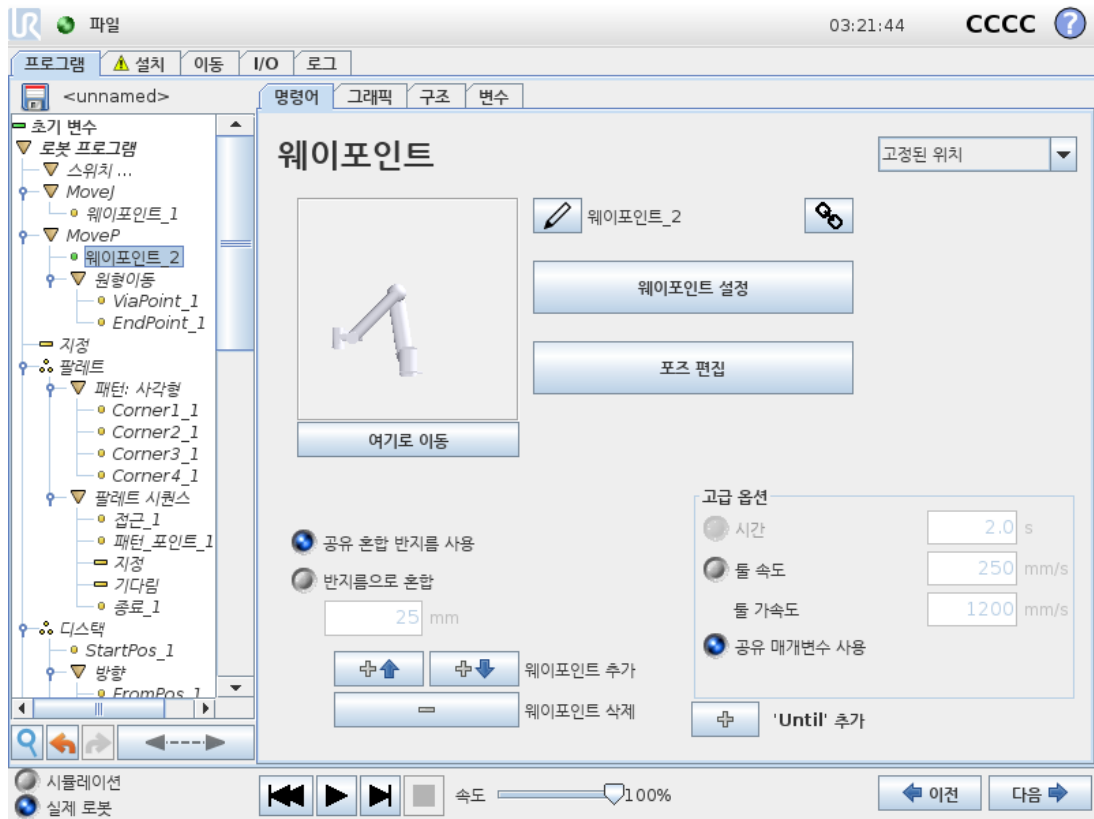 UR 파일 03:21:44 CCCC ?
프로그램 설치 이동 I/O 로그
<unnamed>
명령어 그래픽 구조 변수
초기 변수
로봇 프로그램
스위치 ...
MoveJ
웨이포인트_1
MoveP
웨이포인트_2
원형이동
ViaPoint_1
EndPoint_1
지정
팔레트
패턴: 사각형
Corner1_1
Corner2_1
Corner3_1
Corner4_1
팔레트 시퀀스
접근_1
패턴_포인트_1
지정
기다림
종료_1
디스택
StartPos_1
방향
FromPos_1
웨이포인트
고정된 위치
웨이포인트_2
웨이포인트 설정
포즈 편집
여기로 이동
공유 혼합 반지름 사용
반지름으로 혼합
25 mm
웨이포인트 추가
웨이포인트 삭제
고급 옵션
시간 2.0 s
툴 속도 250 mm/s
툴 가속도 1200 mm/s
공유 매개변수 사용
'Until' 추가
시뮬레이션
실제 로봇
속도 100%
이전 다음